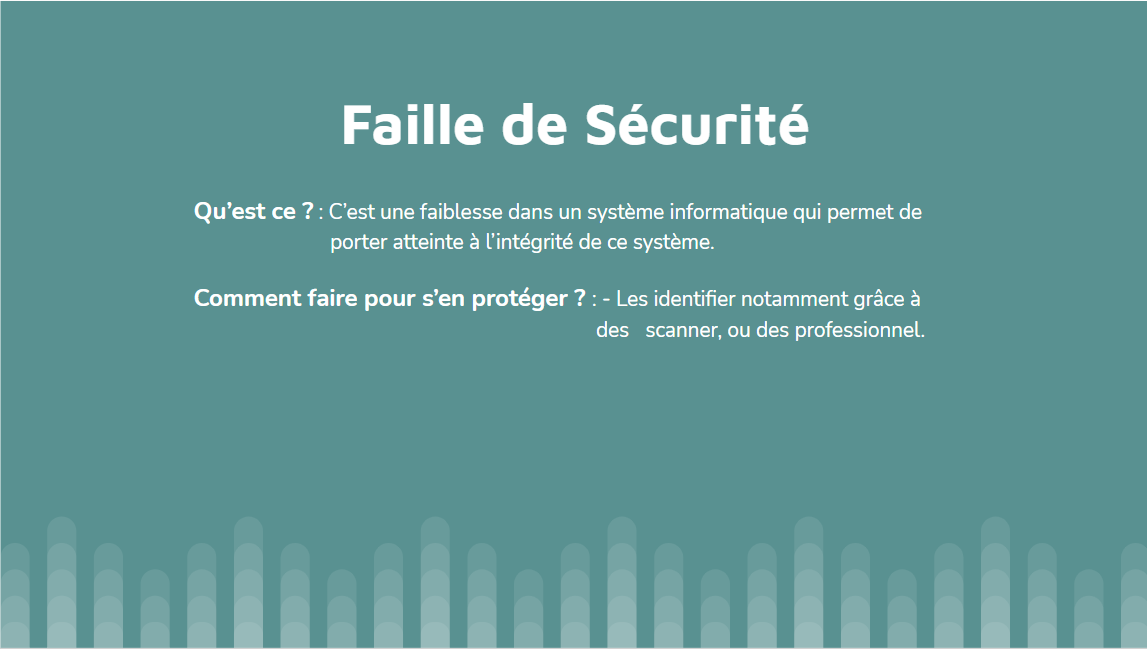 Faille de Sécurité
Qu’est ce ? : C’est une faiblesse dans un système informatique qui permet de
porter atteinte à l’intégrité de ce système.
Comment faire pour s’en protéger ? : - Les identifier notamment grâce à
des scanner, ou des professionnel.